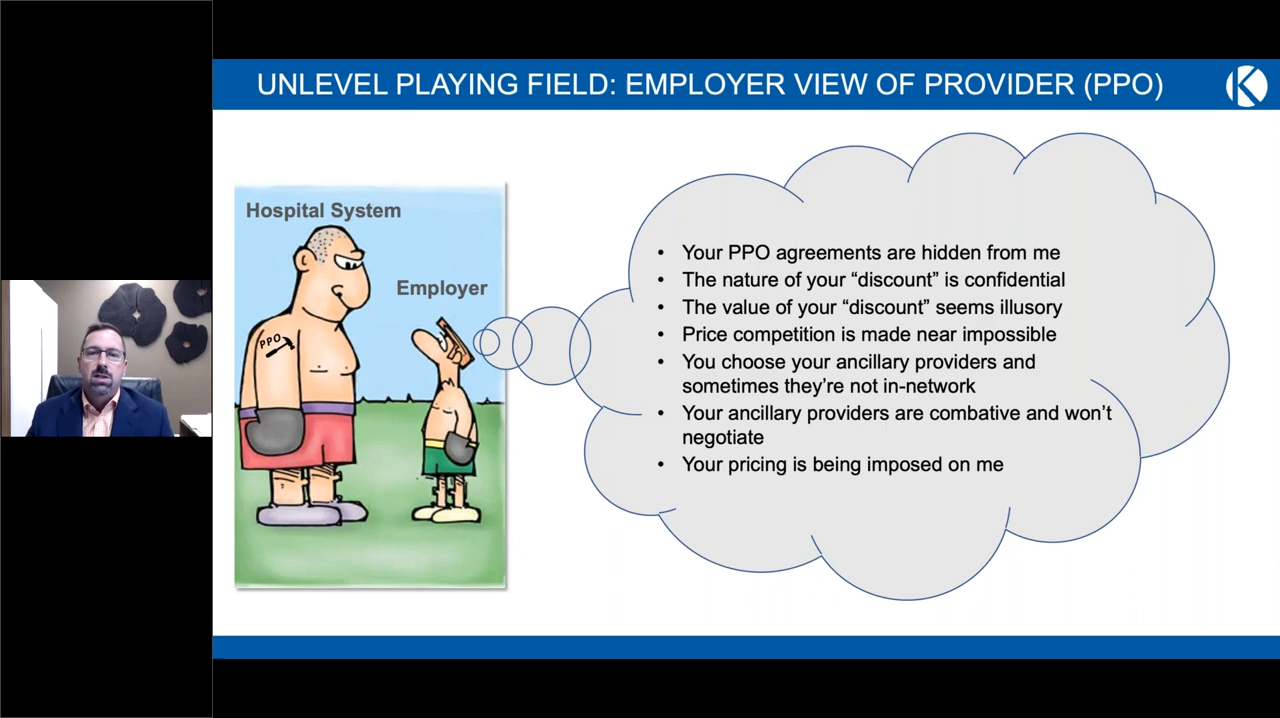 UNLEVEL PLAYING FIELD: EMPLOYER VIEW OF PROVIDER (PPO)
K
Hospital System
Employer
PPO
• Your PPO agreements are hidden from me
• The nature of your “discount” is confidential
• The value of your “discount” seems illusory
• Price competition is made near impossible
• You choose your ancillary providers and
sometimes they’re not in-network
• Your ancillary providers are combative and won’t
negotiate
• Your pricing is being imposed on me